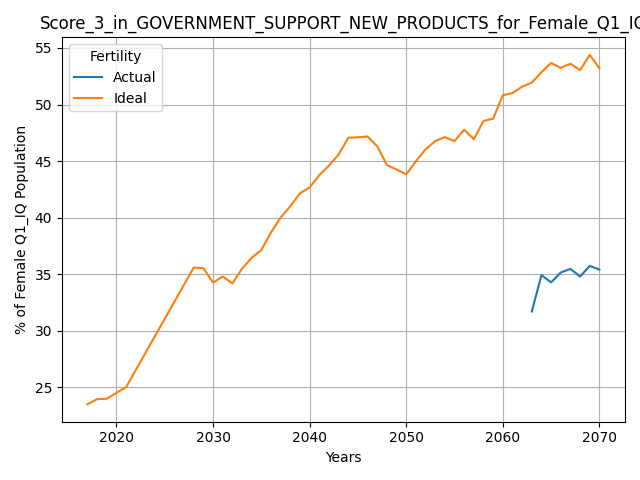 Score_3_in_GOVERNMENT_SUPPORT_NEW_PRODUCTS_for_Female_Q1_IQ
Fertility
Actual
Ideal
55
50
45
40
35
30
25
% of Female Q1_IQ Population
2020 2030 2040 2050 2060 2070
Years